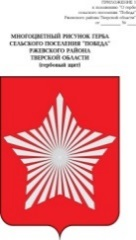 ПРИЛОЖЕНИЕ
МНОГОЦВЕТНЫЙ РИСУНОК ГЕРБА
СЕЛЬСКОГО ПОСЕЛЕНИЯ "ПОБЕДА"
РЖЕВСКОГО РАЙОНА
ТВЕРСКОЙ ОБЛАСТИ
(гербовый щит)